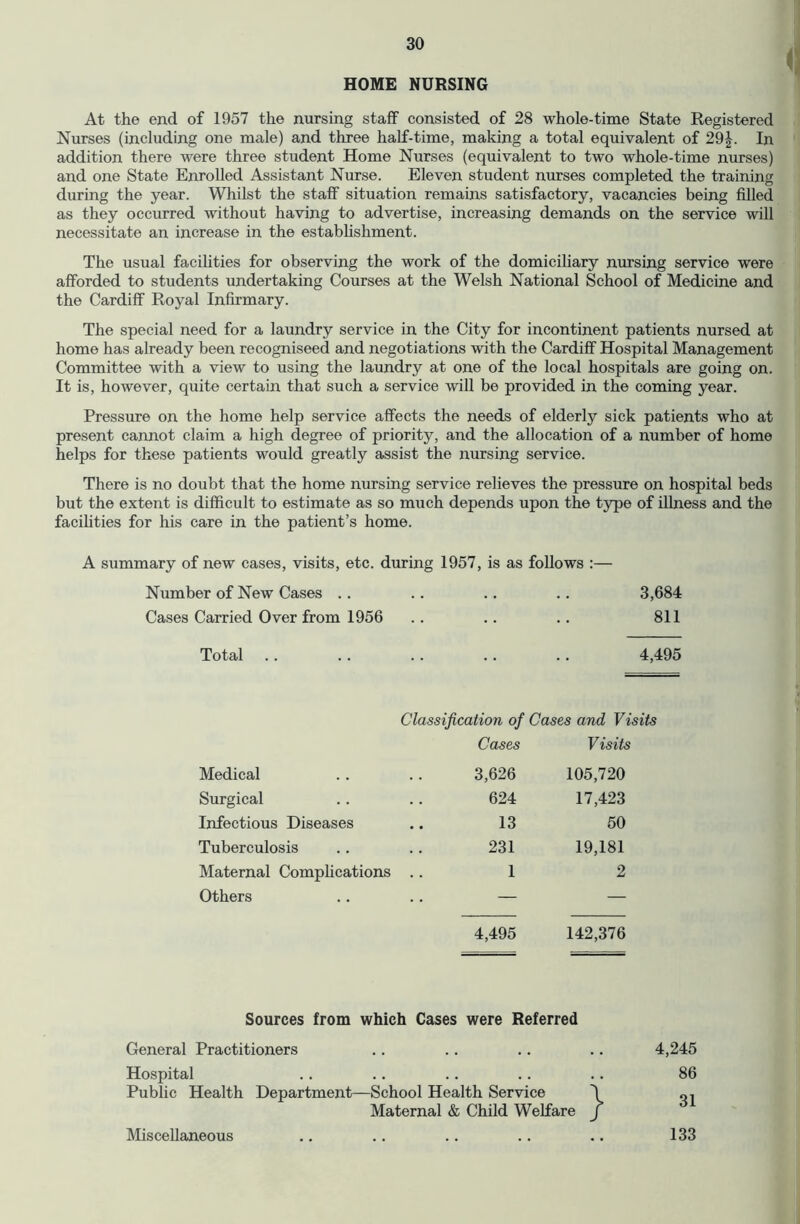 30
HOME NURSING
At the end of 1957 the nursing staff consisted of 28 whole-time State Registered
Nurses (including one male) and three half-time, making a total equivalent of 29½. In
addition there were three student Home Nurses (equivalent to two whole-time nurses)
and one State Enrolled Assistant Nurse. Eleven student nurses completed the training
during the year. Whilst the staff situation remains satisfactory, vacancies being filled
as they occurred without having to advertise, increasing demands on the service will
necessitate an increase in the establishment.
The usual facilities for observing the work of the domiciliary nursing service were
afforded to students undertaking Courses at the Welsh National School of Medicine and
the Cardiff Royal Infirmary.
The special need for a laundry service in the City for incontinent patients nursed at
home has already been recogniseed and negotiations with the Cardiff Hospital Management
Committee with a view to using the laundry at one of the local hospitals are going on.
It is, however, quite certain that such a service will be provided in the coming year.
Pressure on the home help service affects the needs of elderly sick patients who at
present cannot claim a high degree of priority, and the allocation of a number of home
helps for these patients would greatly assist the nursing service.
There is no doubt that the home nursing service relieves the pressure on hospital beds
but the extent is difficult to estimate as so much depends upon the type of illness and the
facilities for his care in the patient's home.
A summary of new cases, visits, etc. during 1957, is as follows :—
Number of New Cases .. .. .. .. 3,684
Cases Carried Over from 1956 .. .. .. 811
Total .. .. .. .. .. 4,495
Classification of Cases and Visits
Cases Visits
Medical .. .. 3,626 105,720
Surgical .. .. 624 17,423
Infectious Diseases .. 13 50
Tuberculosis .. .. 231 19,181
Maternal Complications .. 1 2
Others .. .. — —
4,495 142,376
Sources from which Cases were Referred
General Practitioners .. .. .. .. 4,245
Hospital .. .. .. .. .. 86
Public Health Department—School Health Service } 31
Maternal & Child Welfare
Miscellaneous .. .. .. .. .. 133